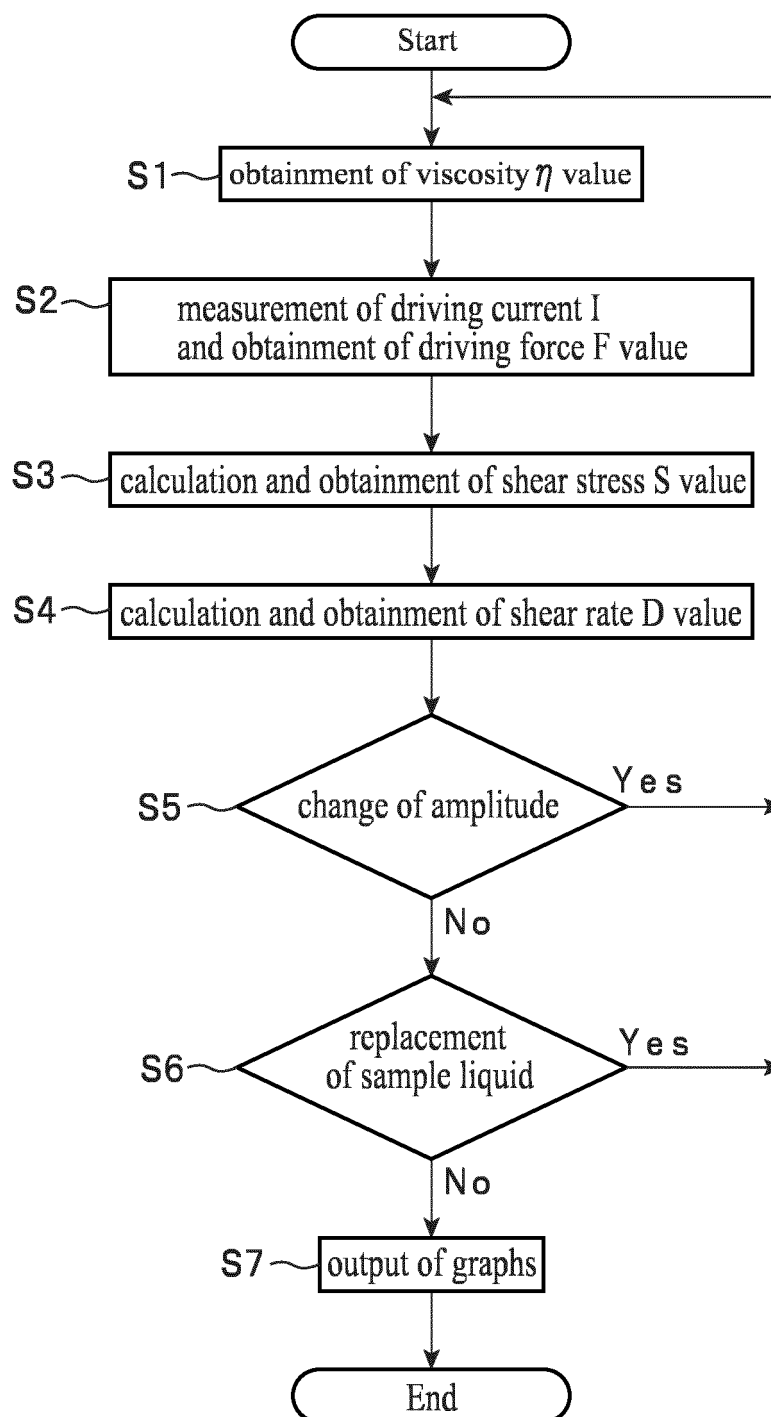 Start
S1
obtainment of viscosity η value
S2
measurement of driving current I
and obtainment of driving force F value
S3
calculation and obtainment of shear stress S value
S4
calculation and obtainment of shear rate D value
S5
change of amplitude
Yes
No
S6
replacement
of sample liquid
Yes
No
S7
output of graphs
End